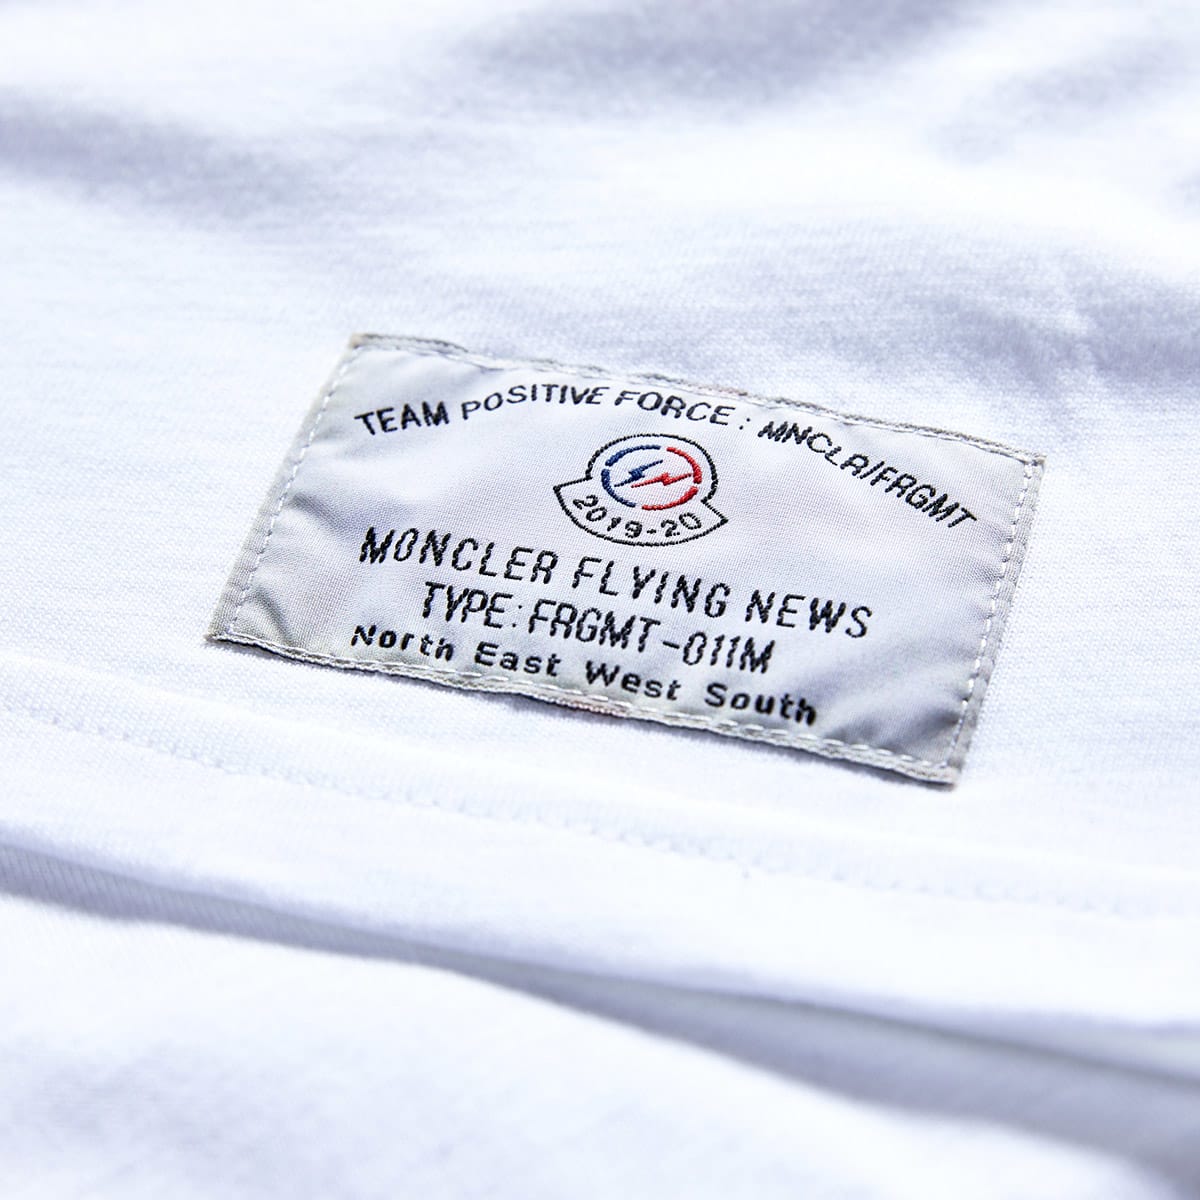 TEAM POSITIVE FORCE : MNCLR/FRGMT
2019-20
MONCLER FLYING NEWS
TYPE: FRGMT-011M
North East West South